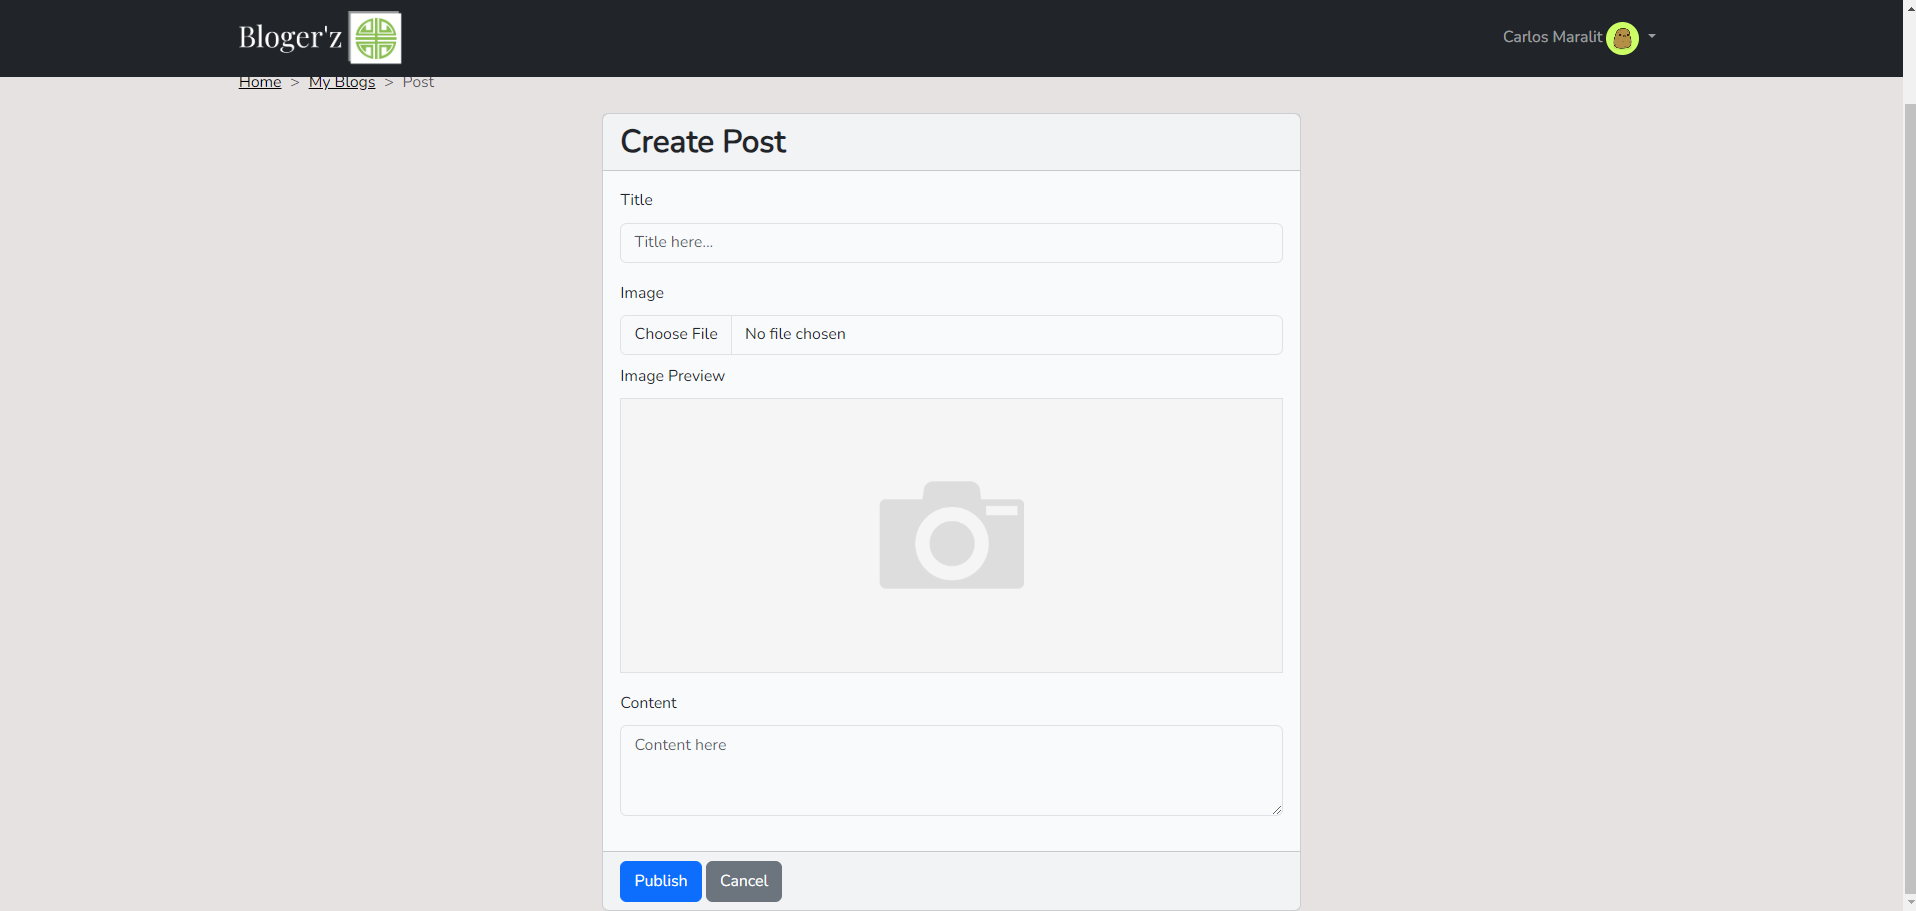 Bloger'z
Carlos Maralit
Home > My Blogs > Post
Create Post
Title
Title here...
Image
Choose File No file chosen
Image Preview
Content
Content here
Publish Cancel